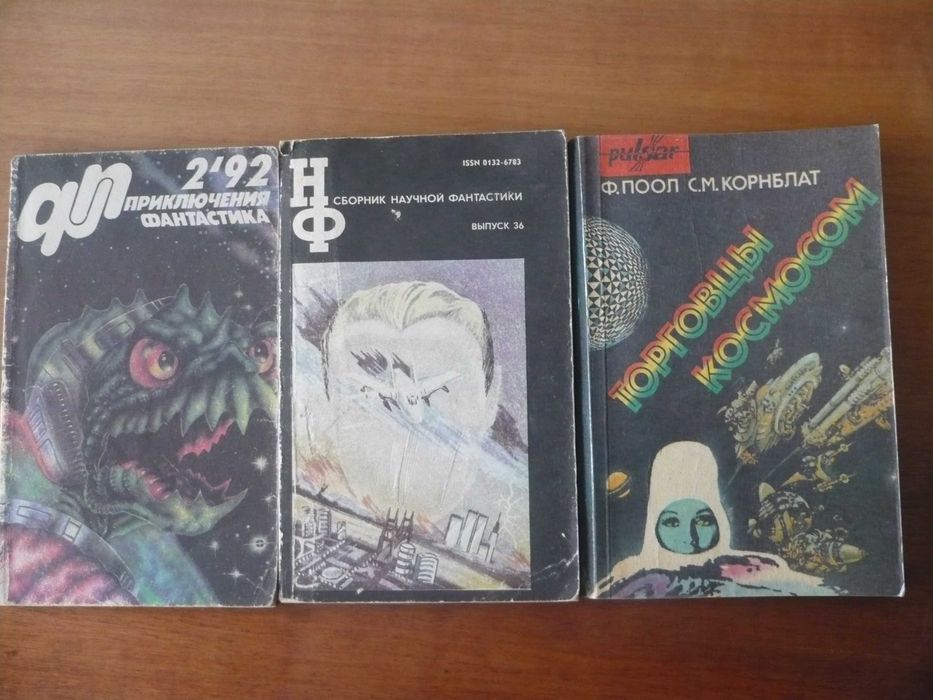 2'92
ПРИКЛЮЧЕНИЯ
ФАНТАСТИКА
НФ
ISSN 0132-6783
СБОРНИК НАУЧНОЙ ФАНТАСТИКИ
ВЫПУСК 36
pulsar
Ф. ПООЛ С.М. КОРНБЛАТ
ТОРГОВЦЫ
КОСМОСОМ